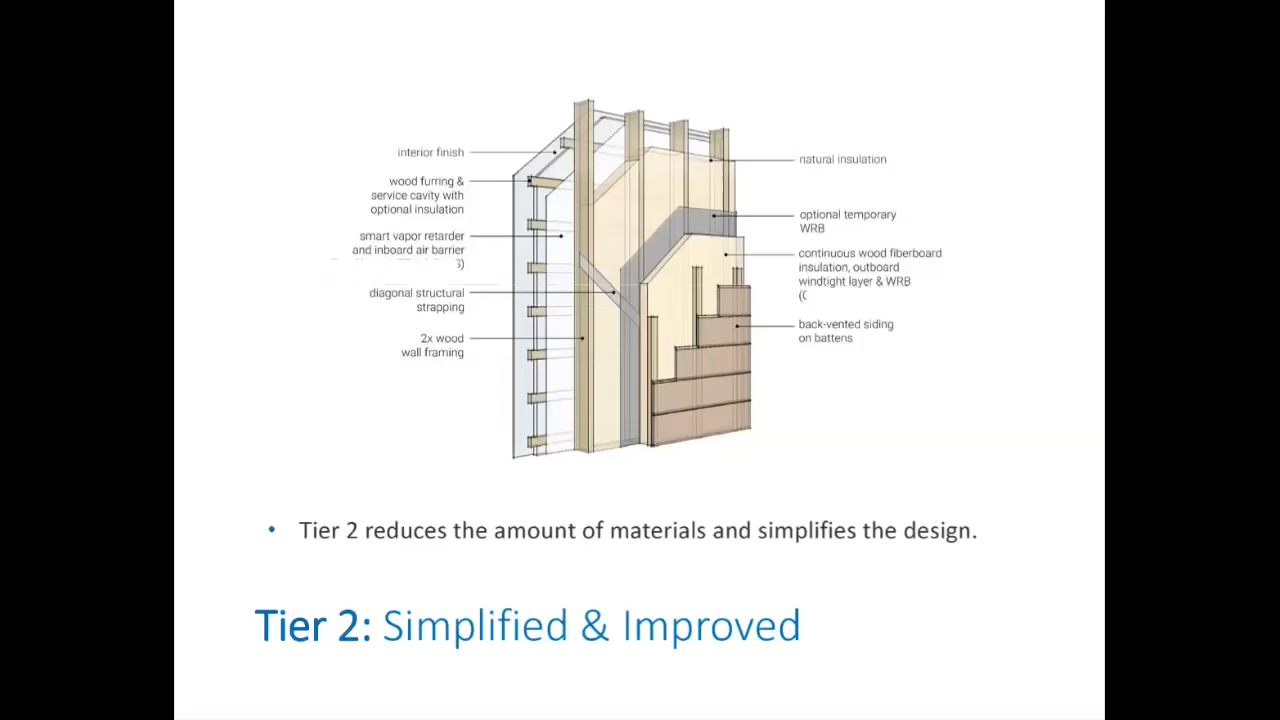 interior finish
wood furring &
service cavity with
optional insulation
smart vapor retarder
and inboard air barrier
diagonal structural
strapping
2x wood
wall framing
natural insulation
optional temporary
WRB
continuous wood fiberboard
insulation, outboard
windtight layer & WRB
back-vented siding
on battens
• Tier 2 reduces the amount of materials and simplifies the design.
Tier 2: Simplified & Improved